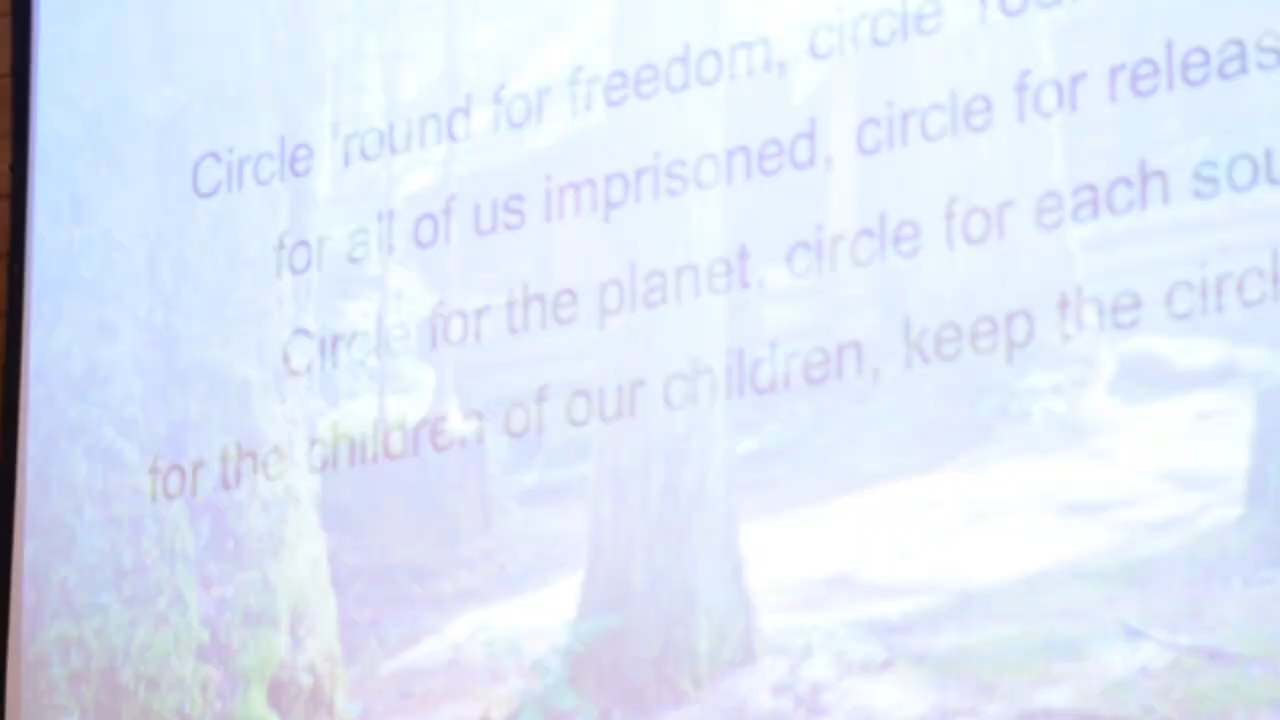 Circle 'round for freedom, circle 'rou
for all of us imprisoned, circle for releas
Circle for the planet, circle for each sou
for the children of our children, keep the circl